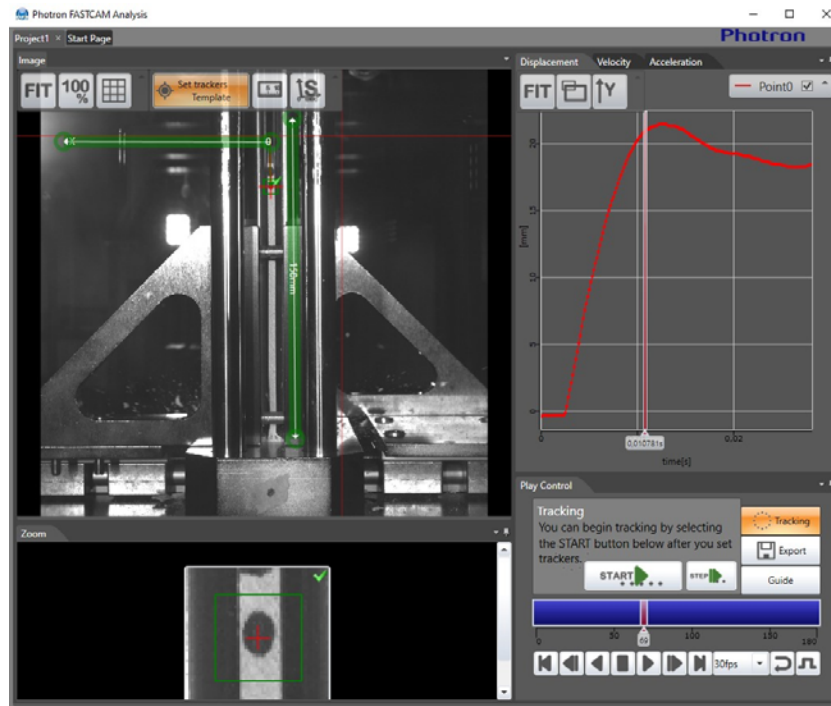 Photron FASTCAM Analysis
Project1 × Start Page
Photron
Image
FIT 100% Set trackers Template
X 0
150mm
Displacement Velocity Acceleration
FIT Y Point0
20
15
10
5
0
[mm]
0 0,02
0,010781s
time[s]
Play Control
Tracking
You can begin tracking by selecting
the START button below after you set
trackers.
START STEP
Tracking
Export
Guide
0 50 100 150 180
69
30fps
Zoom